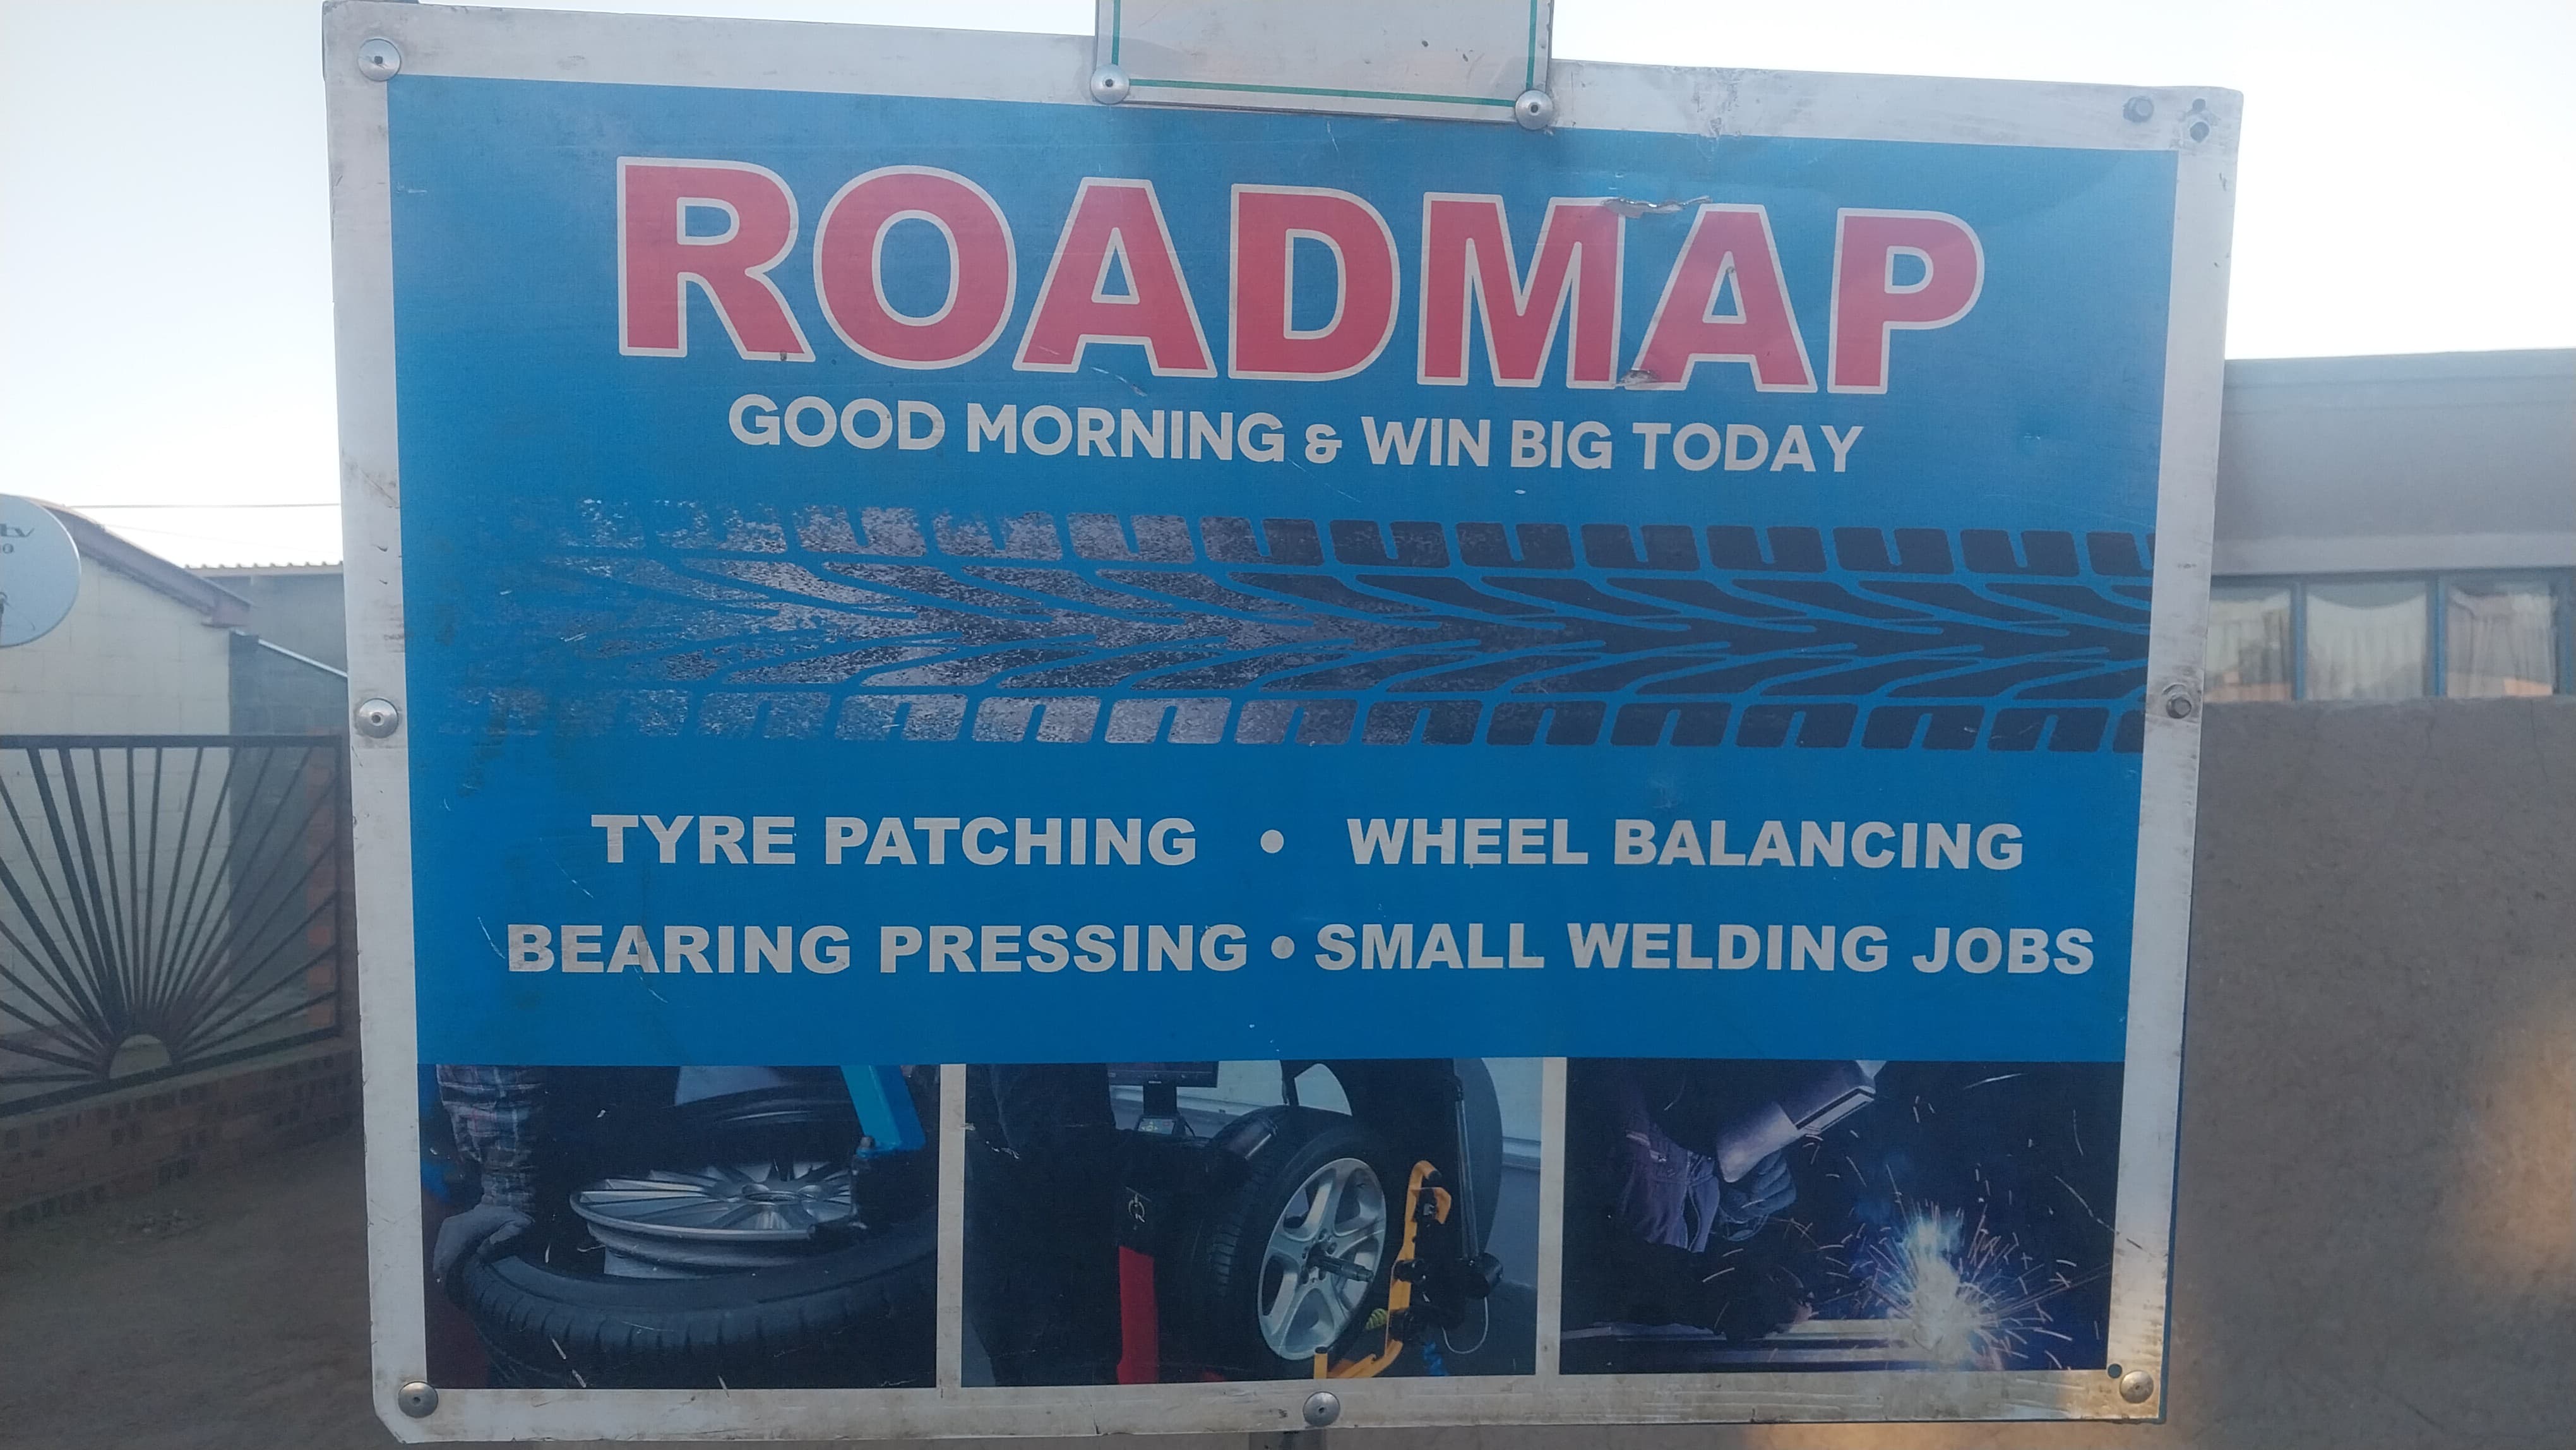 ROADMAP
GOOD MORNING & WIN BIG TODAY
TYRE PATCHING • WHEEL BALANCING
BEARING PRESSING • SMALL WELDING JOBS